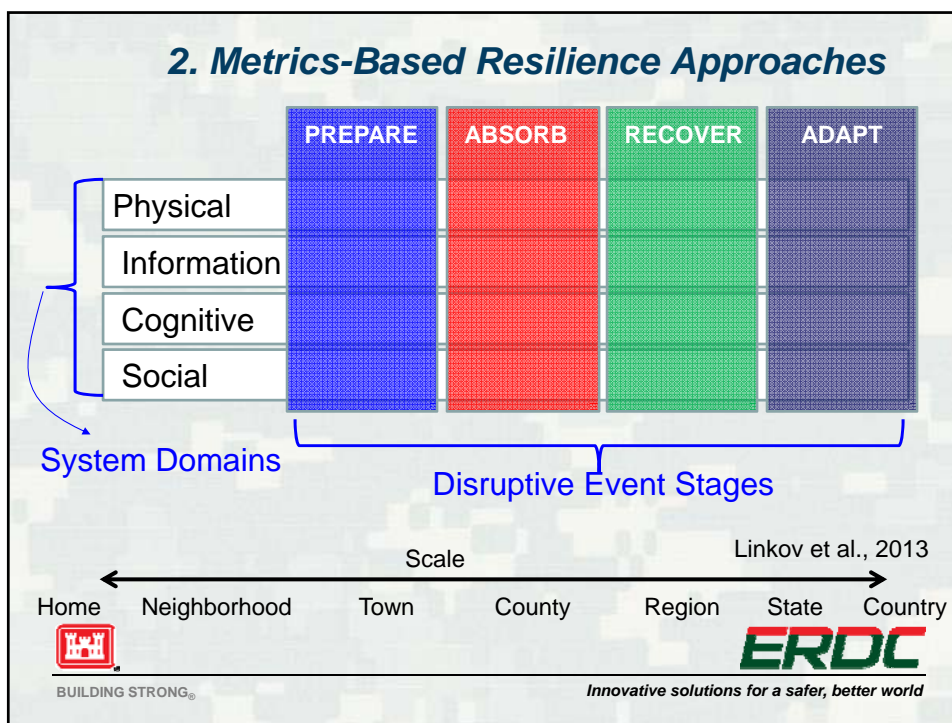 2. Metrics-Based Resilience Approaches
PREPARE ABSORB RECOVER ADAPT
Physical
Information
Cognitive
Social
System Domains
Disruptive Event Stages
Linkov et al., 2013
Scale
Home Neighborhood Town County Region State Country
ERDC
BUILDING STRONG®
Innovative solutions for a safer, better world